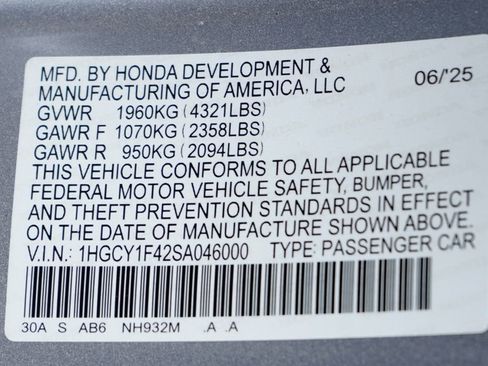 MFD. BY HONDA DEVELOPMENT &
MANUFACTURING OF AMERICA, LLC 06/'25
GVWR 1960KG (4321LBS)
GAWR F 1070KG (2358LBS)
GAWR R 950KG (2094LBS)
THIS VEHICLE CONFORMS TO ALL APPLICABLE
FEDERAL MOTOR VEHICLE SAFETY, BUMPER,
AND THEFT PREVENTION STANDARDS IN EFFECT
ON THE DATE OF MANUFACTURE SHOWN ABOVE.
V.I.N.: 1HGCY1F42SA046000 TYPE: PASSENGER CAR
30A S AB6 NH932M .A .A